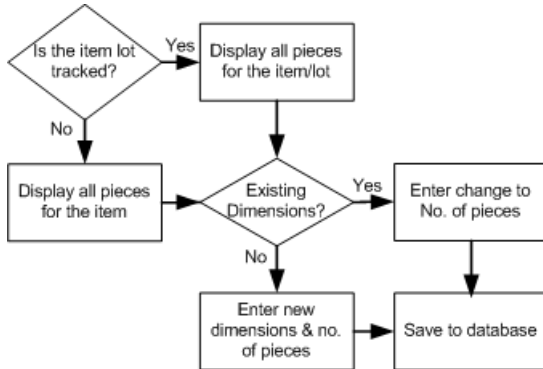 Is the item lot
tracked?
Yes
Display all pieces
for the item/lot
No
Display all pieces
for the item
Existing
Dimensions?
Yes
Enter change to
No. of pieces
No
Enter new
dimensions & no.
of pieces
Save to database